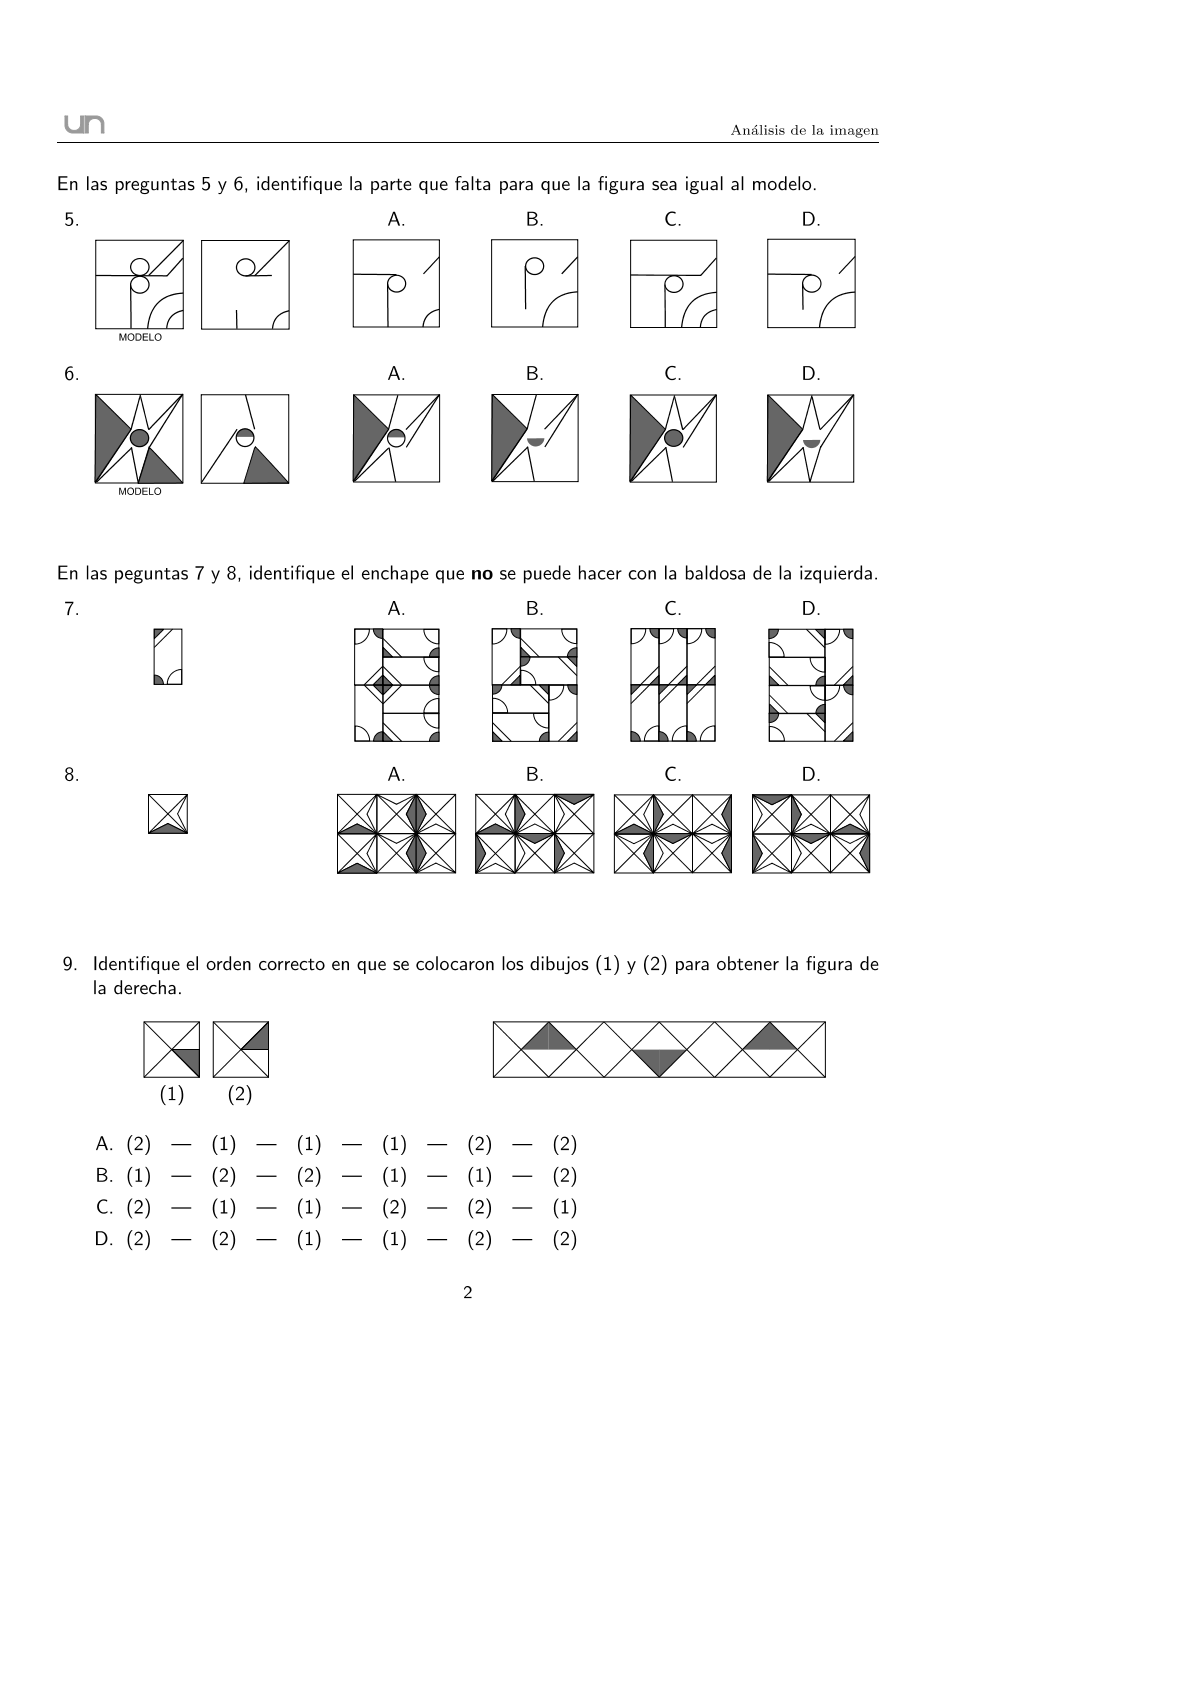 un
Análisis de la imagen
En las preguntas 5 y 6, identifique la parte que falta para que la figura sea igual al modelo.
5. A. B. C. D.
MODELO
6. A. B. C. D.
MODELO
En las peguntas 7 y 8, identifique el enchape que no se puede hacer con la baldosa de la izquierda.
7. A. B. C. D.
8. A. B. C. D.
9. Identifique el orden correcto en que se colocaron los dibujos (1) y (2) para obtener la figura de
la derecha.
(1) (2)
A. (2) — (1) — (1) — (1) — (2) — (2)
B. (1) — (2) — (2) — (1) — (1) — (2)
C. (2) — (1) — (1) — (2) — (2) — (1)
D. (2) — (2) — (1) — (1) — (2) — (2)
2